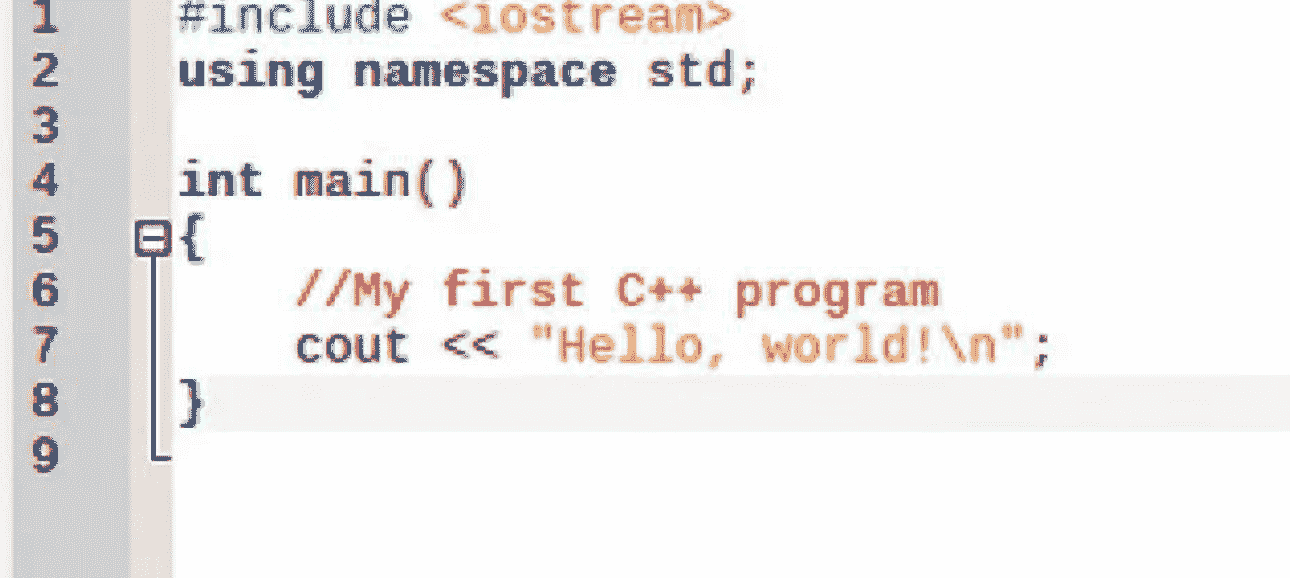 1 #include <iostream>
2 using namespace std;
3
4 int main()
5 {
6     //My first C++ program
7     cout << "Hello, world!\n";
8 }
9